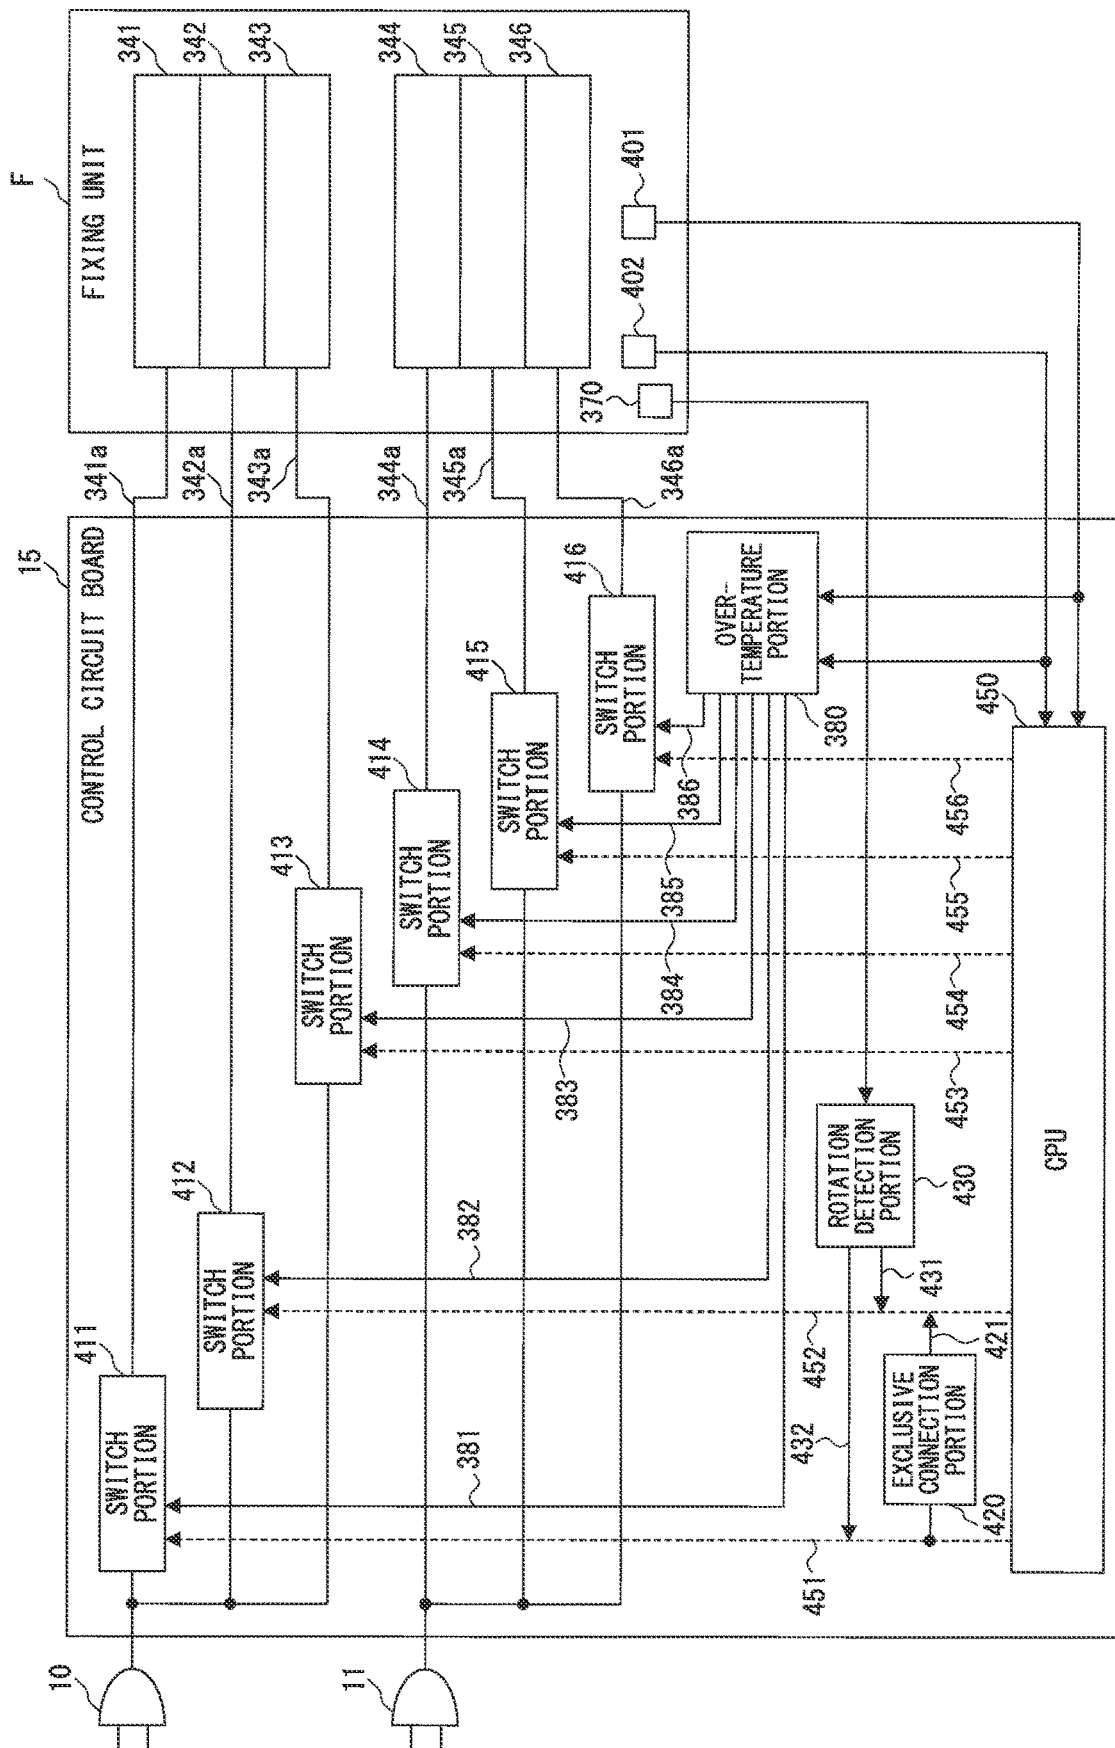 F
FIXING UNIT
341
342
343
344
345
346
401
402
370
341a
342a
343a
344a
345a
346a
15
CONTROL CIRCUIT BOARD
416
SWITCH
PORTION
415
SWITCH
PORTION
414
SWITCH
PORTION
413
SWITCH
PORTION
412
SWITCH
PORTION
411
SWITCH
PORTION
OVER-
TEMPERATURE
PORTION
380
386
385
384
383
382
381
450
456
455
454
453
452
451
ROTATION
DETECTION
PORTION
430
431
432
EXCLUSIVE
CONNECTION
PORTION
420
421
CPU
10
11